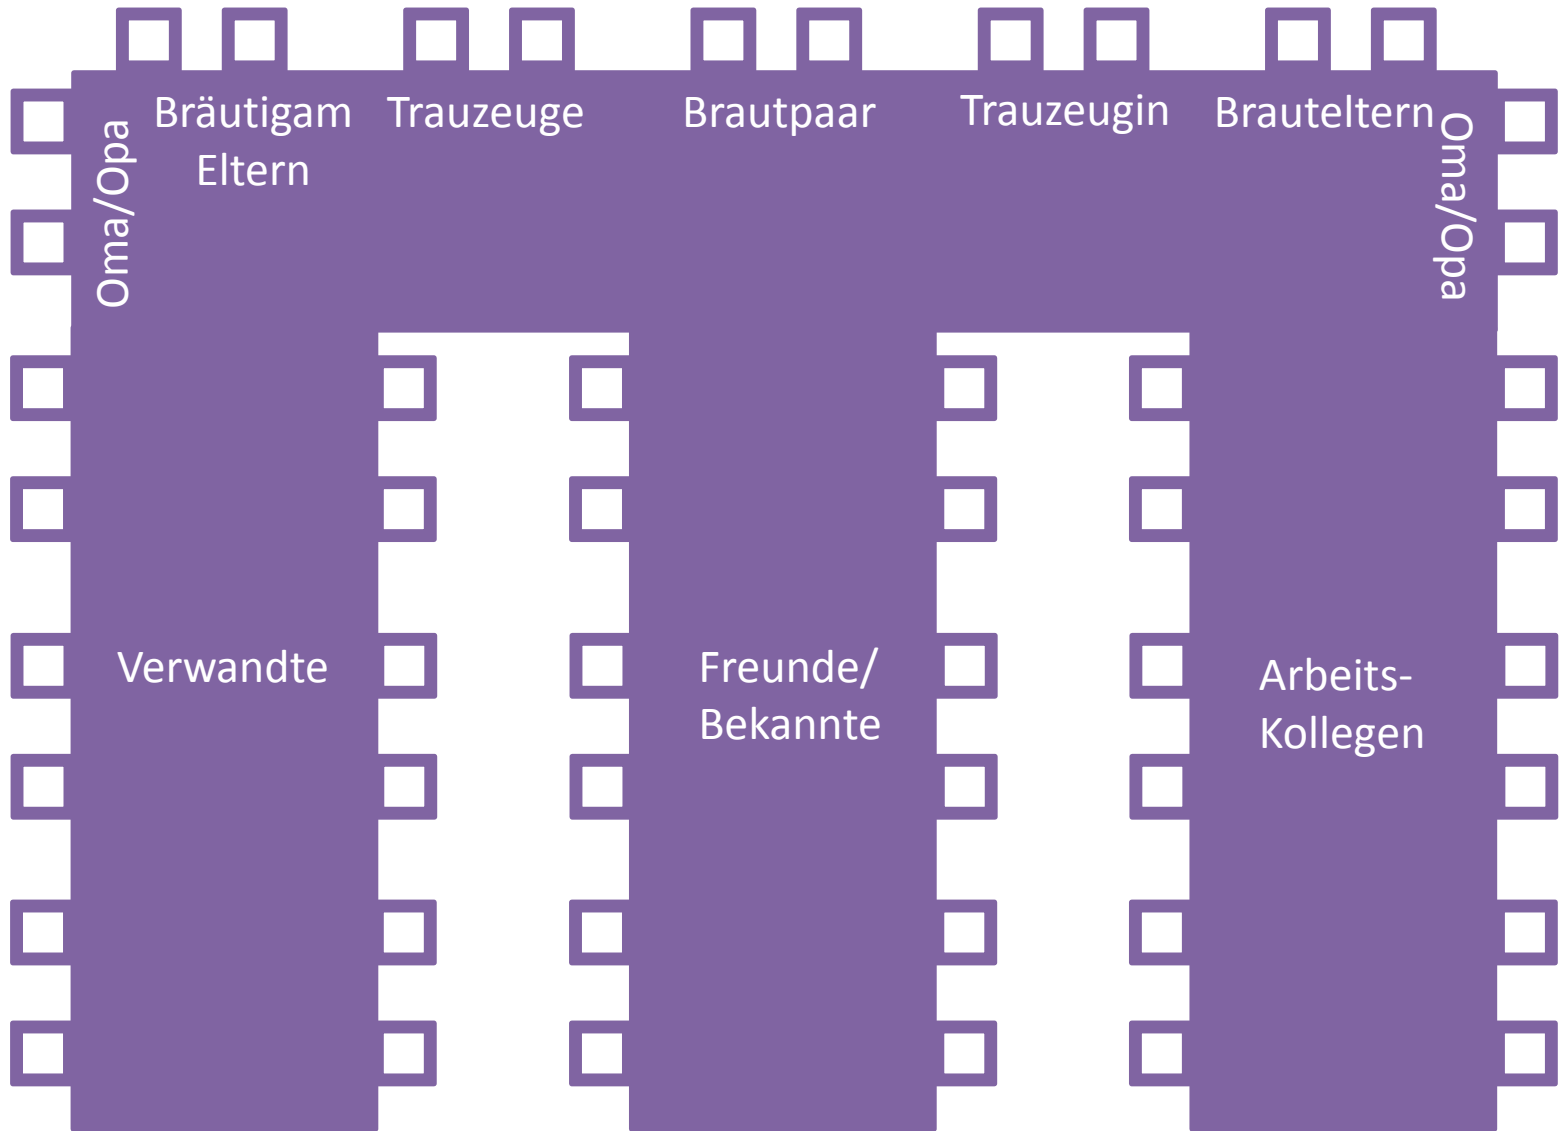 Oma/Opa
Bräutigam
Eltern
Trauzeuge
Brautpaar
Trauzeugin
Brauteltern
Oma/Opa
Verwandte
Freunde/
Bekannte
Arbeits-
Kollegen